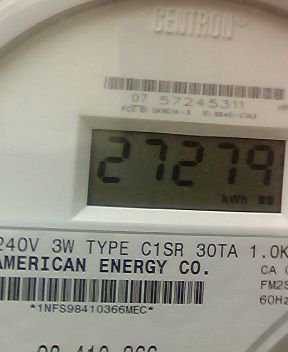 CENTRON®
07 57245311
27279
kWh
240V 3W TYPE C1SR 30TA 1.0K
AMERICAN ENERGY CO.
CA
FM2S
60Hz
*1NFS98410366MEC*